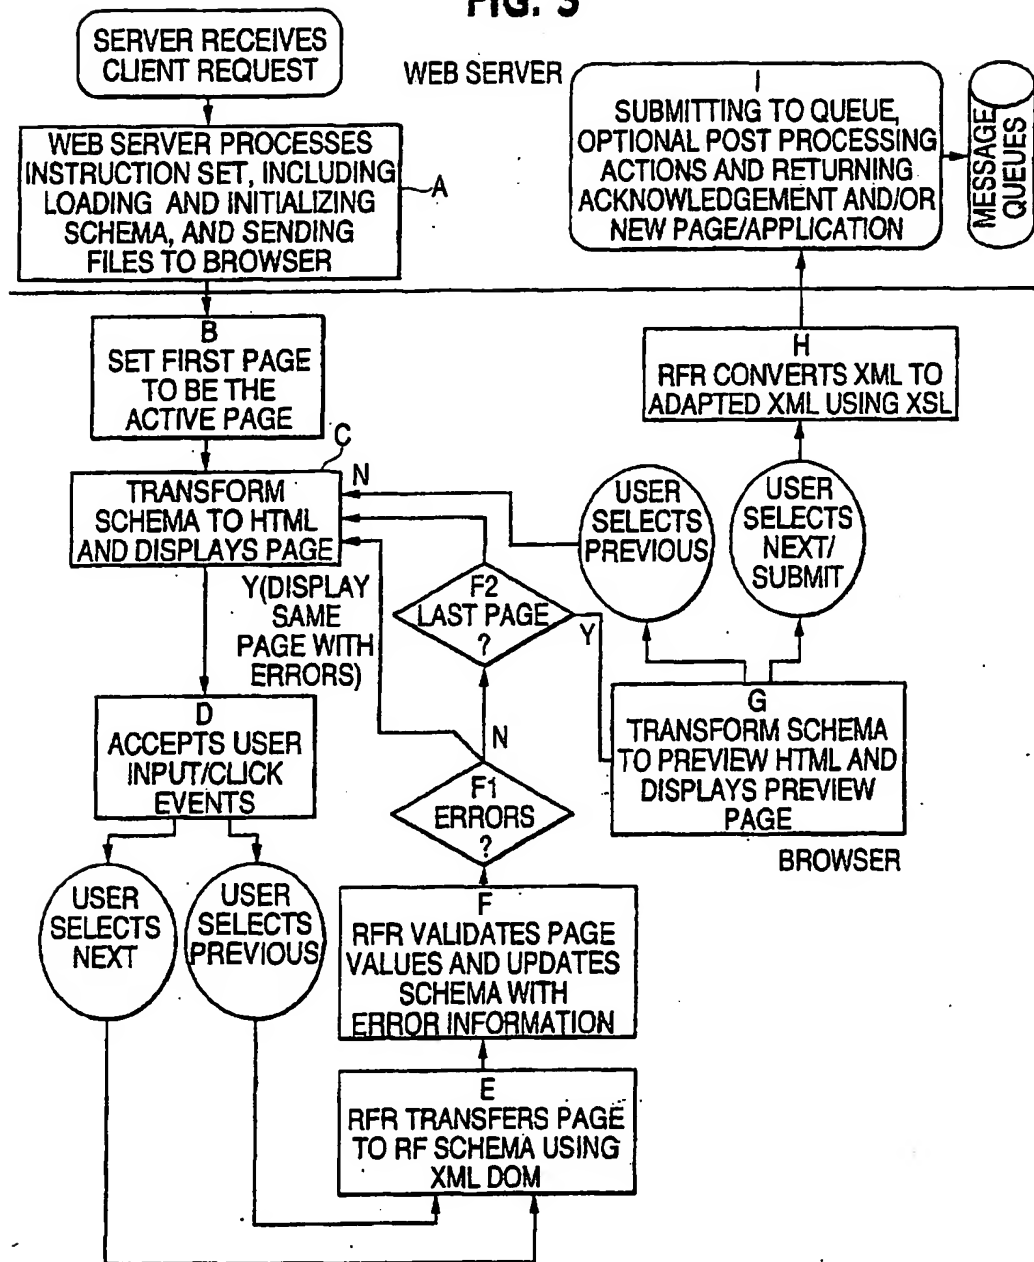 FIG. 3
SERVER RECEIVES
CLIENT REQUEST
WEB SERVER
WEB SERVER PROCESSES
INSTRUCTION SET, INCLUDING
LOADING AND INITIALIZING
SCHEMA, AND SENDING
FILES TO BROWSER
A
I
SUBMITTING TO QUEUE,
OPTIONAL POST PROCESSING
ACTIONS AND RETURNING
ACKNOWLEDGEMENT AND/OR
NEW PAGE/APPLICATION
MESSAGE
QUEUES
B
SET FIRST PAGE
TO BE THE
ACTIVE PAGE
H
RFR CONVERTS XML TO
ADAPTED XML USING XSL
C
TRANSFORM
SCHEMA TO HTML
AND DISPLAYS PAGE
N
USER
SELECTS
PREVIOUS
USER
SELECTS
NEXT/
SUBMIT
Y(DISPLAY
SAME
PAGE WITH
ERRORS)
F2
LAST PAGE
?
Y
G
TRANSFORM SCHEMA
TO PREVIEW HTML AND
DISPLAYS PREVIEW
PAGE
BROWSER
D
ACCEPTS USER
INPUT/CLICK
EVENTS
N
F1
ERRORS
?
USER
SELECTS
NEXT
USER
SELECTS
PREVIOUS
F
RFR VALIDATES PAGE
VALUES AND UPDATES
SCHEMA WITH
ERROR INFORMATION
E
RFR TRANSFERS PAGE
TO RF SCHEMA USING
XML DOM